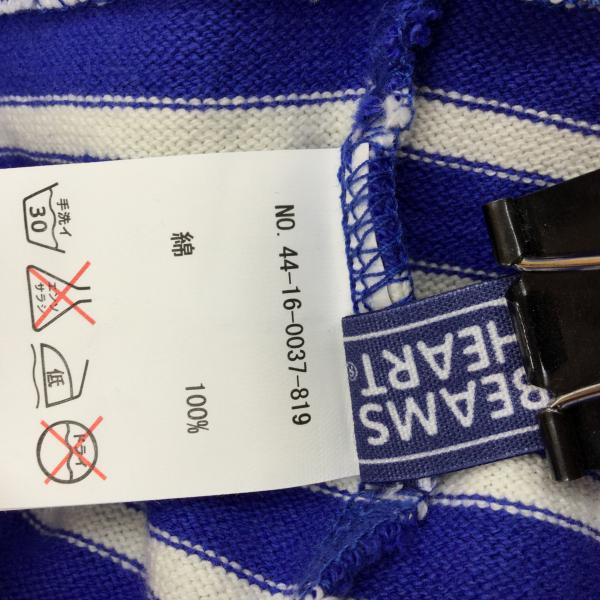 NO. 44-16-0037-819
綿 100%
手洗イ
30
エンソ
サラシ
低
ドライ
BEAMS
HEART®